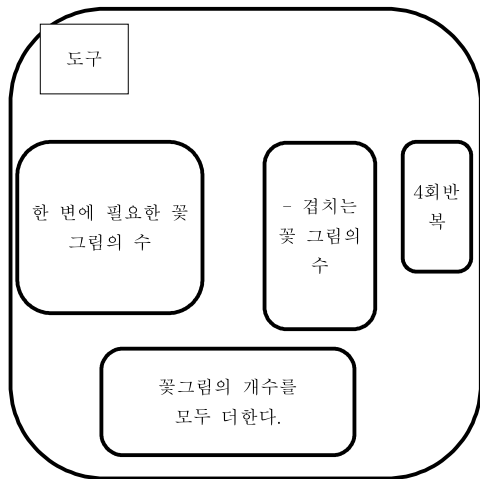 도구
한 변에 필요한 꽃
그림의 수
- 겹치는
꽃 그림의
수
4회반
복
꽃그림의 개수를
모두 더한다.